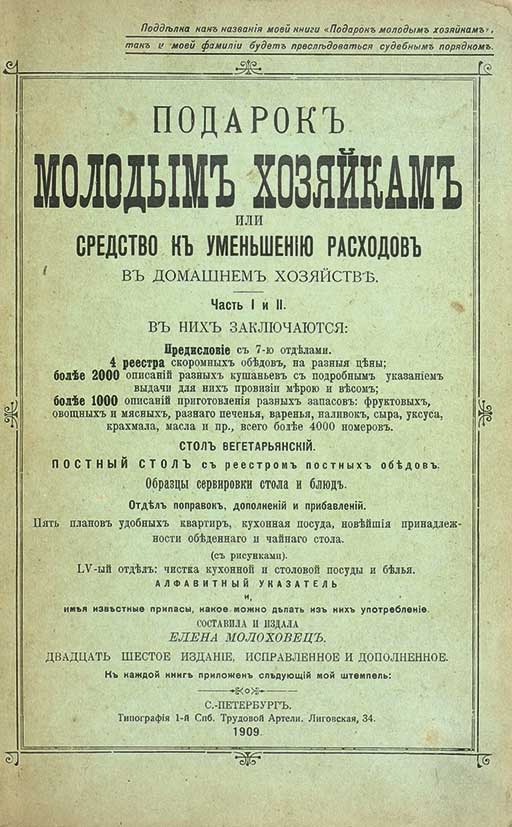 Поддѣлка какъ названія моей книги «Подарокъ молодымъ хозяйкамъ»,
такъ и моей фамиліи будетъ преслѣдоваться судебнымъ порядкомъ.
ПОДАРОКЪ
МОЛОДЫМЪ ХОЗЯЙКАМЪ
ИЛИ
СРЕДСТВО КЪ УМЕНЬШЕНІЮ РАСХОДОВЪ
ВЪ ДОМАШНЕМЪ ХОЗЯЙСТВѢ.
Часть I и II.
ВЪ НИХЪ ЗАКЛЮЧАЮТСЯ:
Предисловіе съ 7-ю отдѣлами.
4 реестра скоромныхъ обѣдовъ, на разныя цѣны;
болѣе 2000 описаній разныхъ кушаньевъ съ подробнымъ указаніемъ
выдачи для нихъ провизіи мѣрою и вѣсомъ;
болѣе 1000 описаній приготовленія разныхъ запасовъ: фруктовыхъ,
овощныхъ и мясныхъ, разнаго печенья, варенья, наливокъ, сыра, уксуса,
крахмала, масла и пр., всего болѣе 4000 номеровъ.
СТОЛЪ ВЕГЕТАРЬЯНСКІЙ.
ПОСТНЫЙ СТОЛЪ съ реестромъ постныхъ обѣдовъ.
Образцы сервировки стола и блюдъ.
Отдѣлъ поправокъ, дополненій и прибавленій.
Пять плановъ удобныхъ квартиръ, кухонная посуда, новѣйшія принадлеж-
ности обѣденнаго и чайнаго стола.
(съ рисунками).
LV-ый отдѣлъ: чистка кухонной и столовой посуды и бѣлья.
АЛФАВИТНЫЙ УКАЗАТЕЛЬ
и,
имѣя извѣстные припасы, какое можно дѣлать изъ нихъ употребленіе.
СОСТАВИЛА И ИЗДАЛА
ЕЛЕНА МОЛОХОВЕЦЪ.
ДВАДЦАТЬ ШЕСТОЕ ИЗДАНІЕ, ИСПРАВЛЕННОЕ И ДОПОЛНЕННОЕ.
Къ каждой книгѣ приложенъ слѣдующій мой штемпель:
С.-ПЕТЕРБУРГЪ.
Типографія 1-й Спб. Трудовой Артели. Лиговская, 34.
1909.